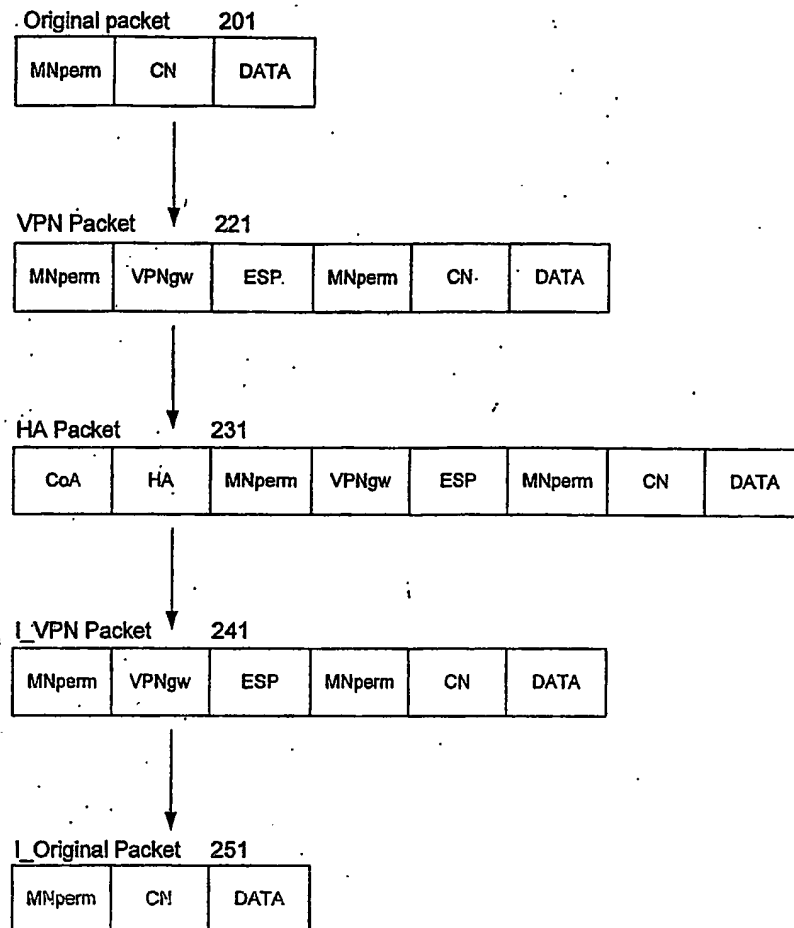 Original packet 201
MNperm CN DATA
VPN Packet 221
MNperm VPNgw ESP MNperm CN DATA
HA Packet 231
CoA HA MNperm VPNgw ESP MNperm CN DATA
I_VPN Packet 241
MNperm VPNgw ESP MNperm CN DATA
I_Original Packet 251
MNperm CN DATA